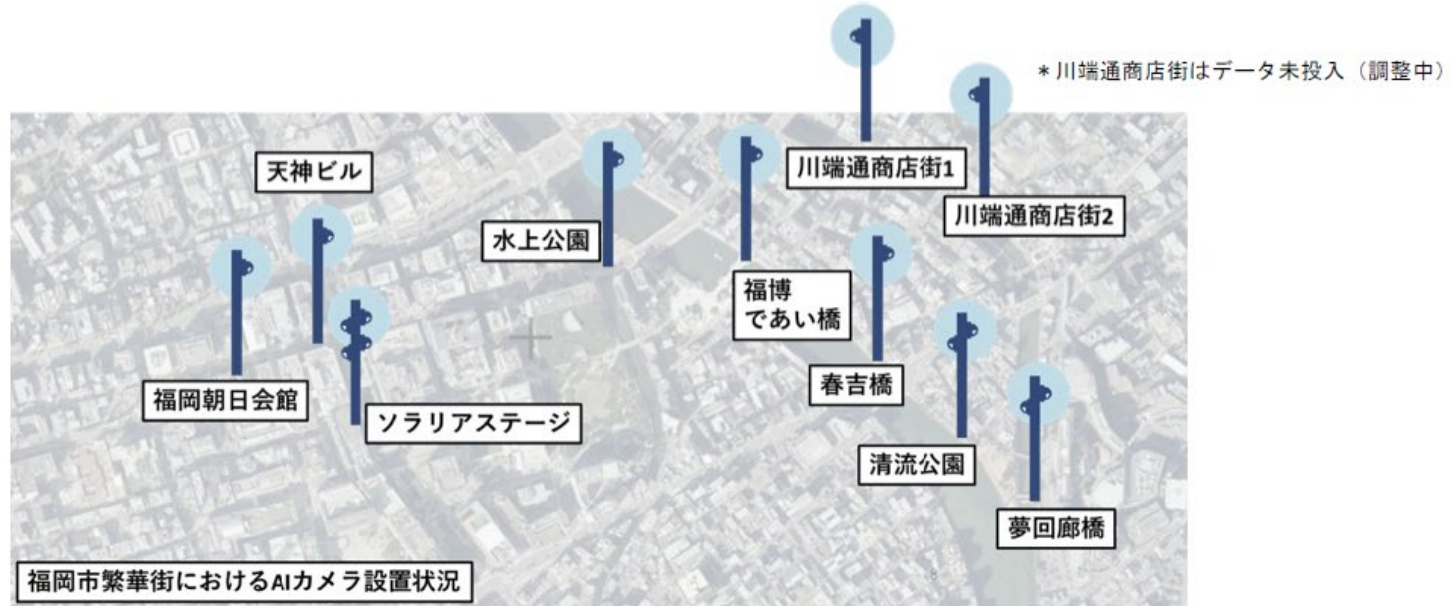 ＊川端通商店街はデータ未投入（調整中）
川端通商店街1
天神ビル
川端通商店街2
水上公園
福博
であい橋
春吉橋
福岡朝日会館
ソラリアステージ
清流公園
夢回廊橋
福岡市繁華街におけるAIカメラ設置状況